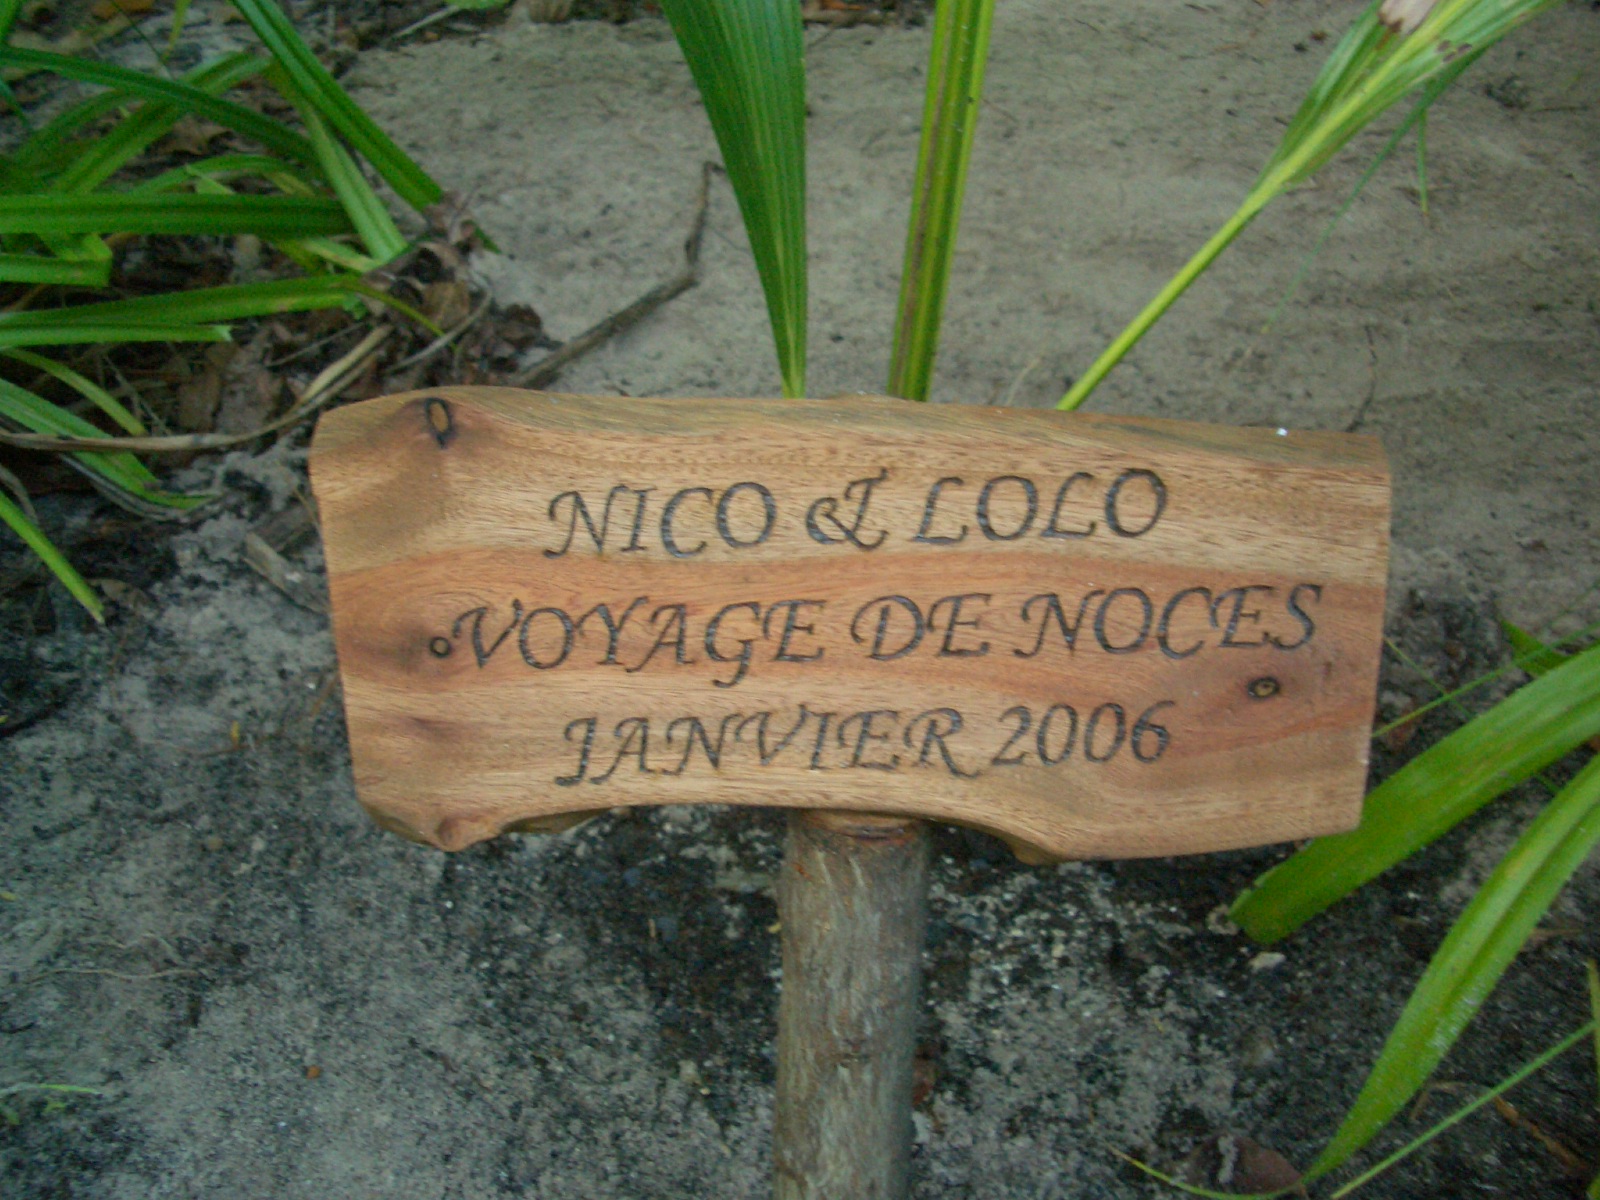 NICO & LOLO
VOYAGE DE NOCES
JANVIER 2006